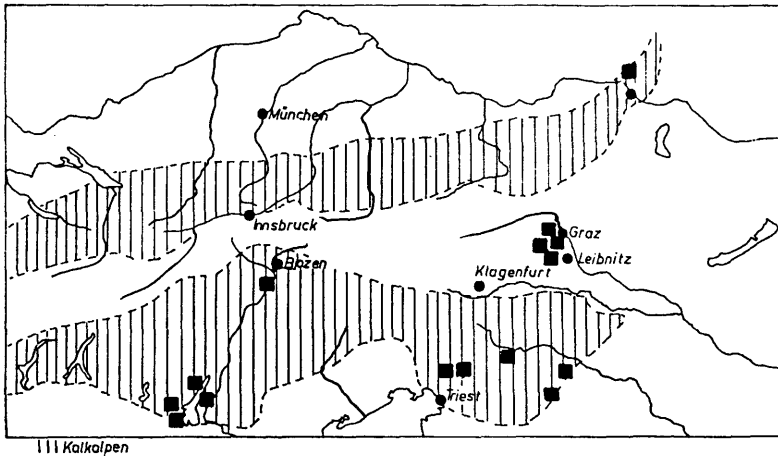 München
Innsbruck
Graz
Bozen
Leibnitz
Klagenfurt
Triest
Kalkalpen